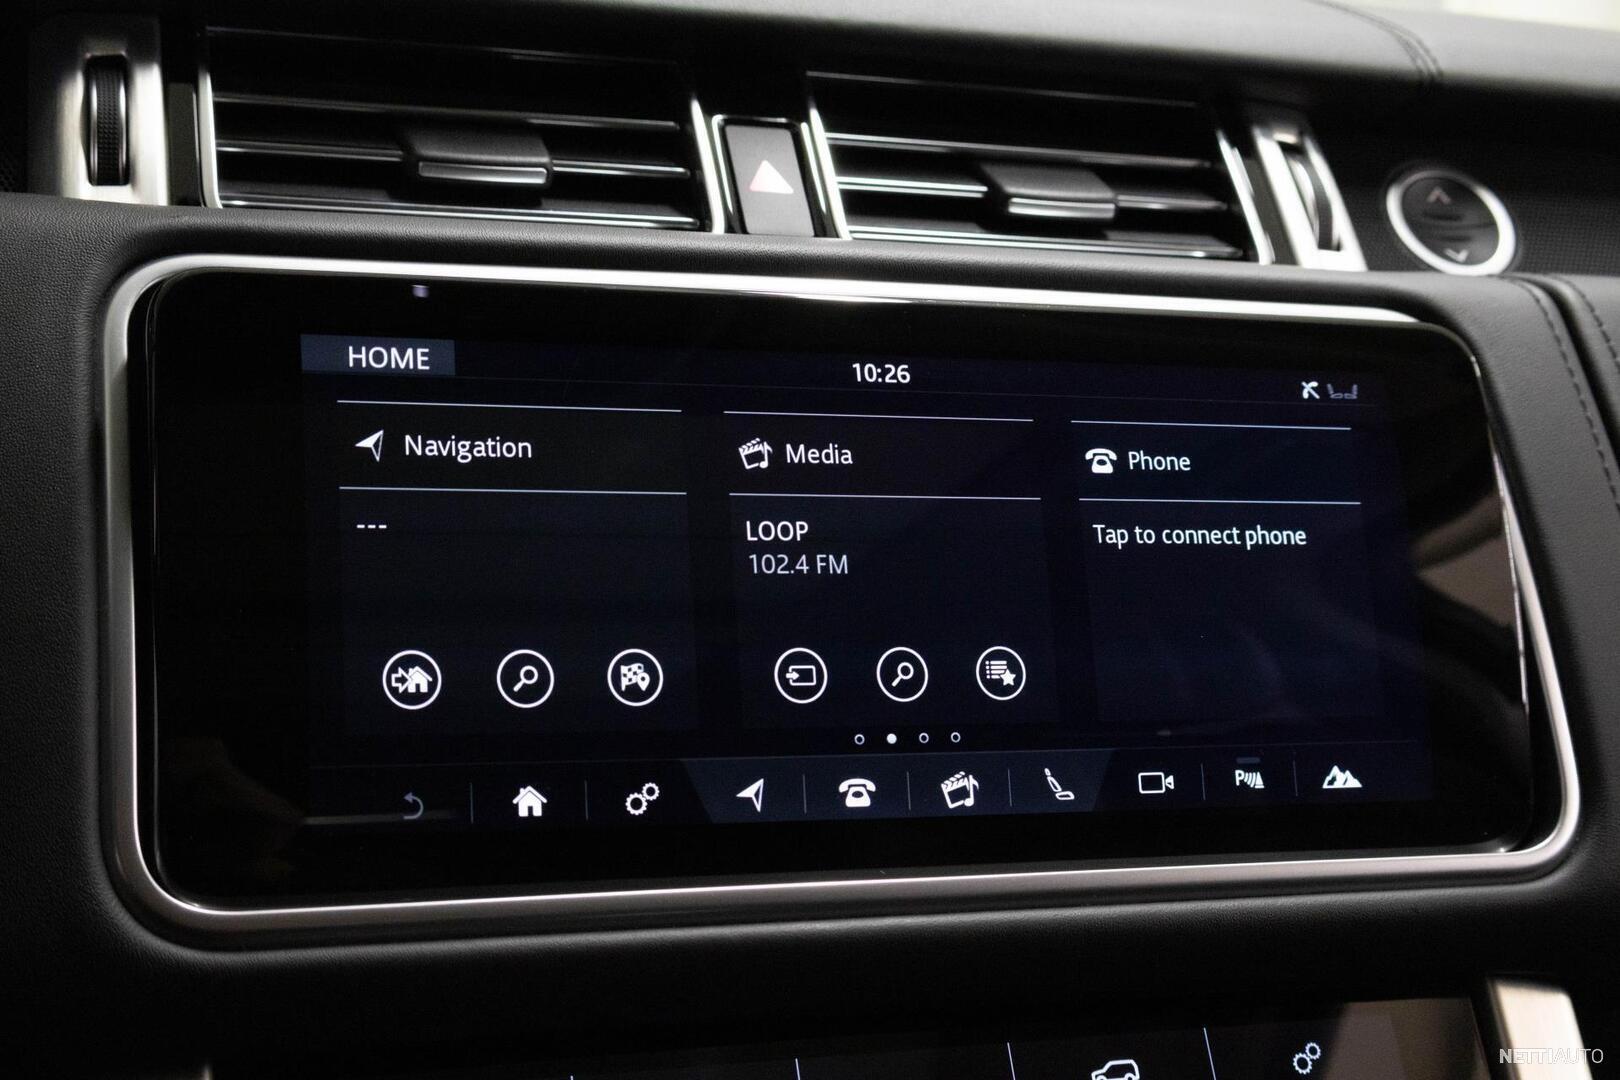 HOME
10:26
Navigation
Media
Phone
---
LOOP
102.4 FM
Tap to connect phone
P
NETTIAUTO